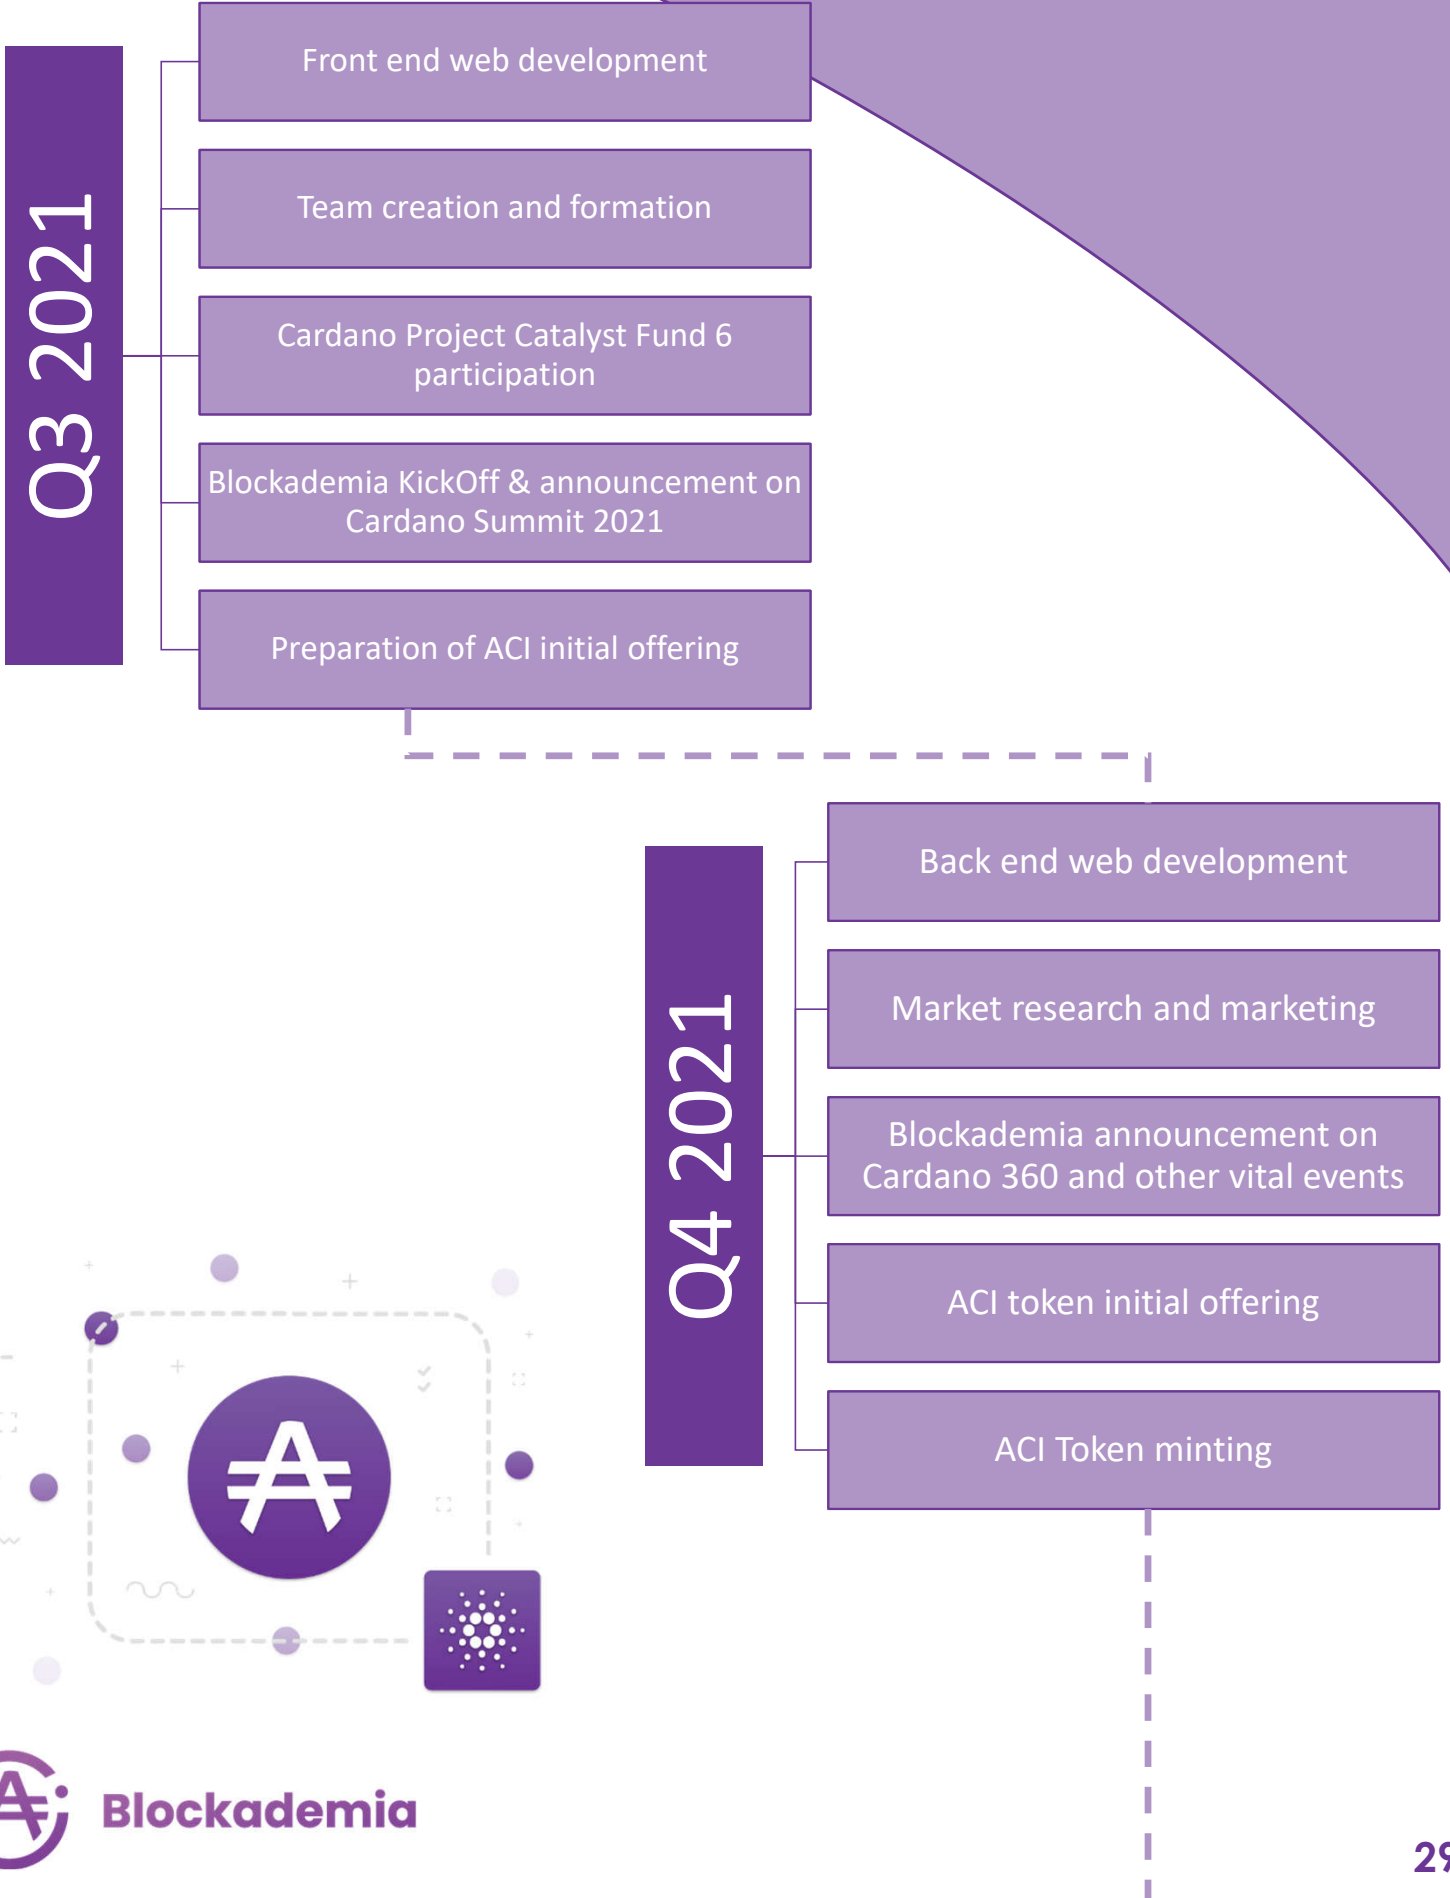 Q3 2021
Front end web development
Team creation and formation
Cardano Project Catalyst Fund 6
participation
Blockademia KickOff & announcement on
Cardano Summit 2021
Preparation of ACI initial offering
Q4 2021
Back end web development
Market research and marketing
Blockademia announcement on
Cardano 360 and other vital events
ACI token initial offering
ACI Token minting
Blockademia
29